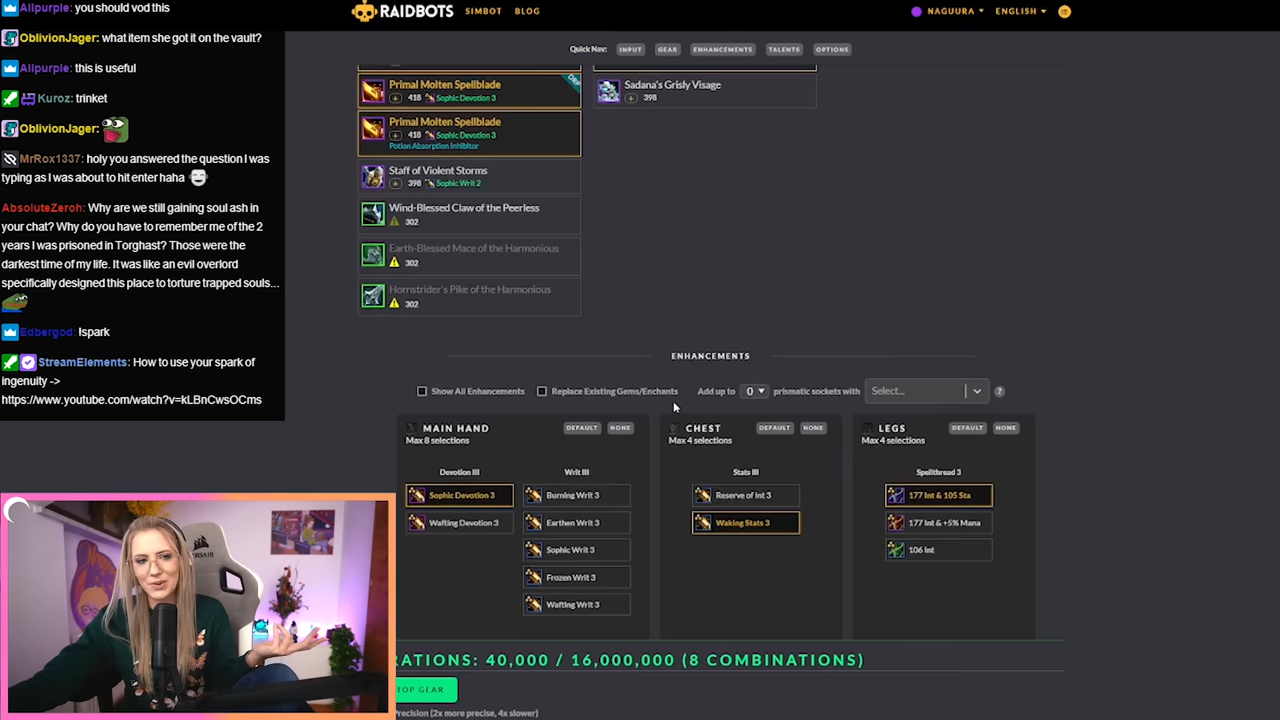 Allpurple: you should vod this
OblivionJager: what item she got it on the vault?
Allpurple: this is useful
Kuroz: trinket
OblivionJager:
MrRox1337: holy you answered the question I was
typing as I was about to hit enter haha
AbsoluteZeroh: Why are we still gaining soul ash in
your chat? Why do you have to remember me of the 2
years I was prisoned in Torghast? Those were the
darkest time of my life. It was like an evil overlord
specifically designed this place to torture trapped souls...
Edbergod: !spark
StreamElements: How to use your spark of
ingenuity ->
https://www.youtube.com/watch?v=kLBnCwsOCms
RAIDBOTS
SIMBOT
BLOG
NAGUURA
ENGLISH
Quick Nav: INPUT GEAR ENHANCEMENTS TALENTS OPTIONS
Primal Molten Spellblade
418 Sophic Devotion 3
Primal Molten Spellblade
418 Sophic Devotion 3
Potion Absorption Inhibitor
Staff of Violent Storms
398 Sophic Writ 2
Wind-Blessed Claw of the Peerless
302
Earth-Blessed Mace of the Harmonious
302
Hornstrider's Pike of the Harmonious
302
Sadana's Grisly Visage
398
ENHANCEMENTS
Show All Enhancements Replace Existing Gems/Enchants Add up to 0 prismatic sockets with Select... ?
MAIN HAND DEFAULT NONE
Max 8 selections
Devotion III
Sophic Devotion 3
Wafting Devotion 3
Writ III
Burning Writ 3
Earthen Writ 3
Sophic Writ 3
Frozen Writ 3
Wafting Writ 3
CHEST DEFAULT NONE
Max 4 selections
Stats III
Reserve of Int 3
Waking Stats 3
LEGS DEFAULT NONE
Max 4 selections
Spellthread 3
177 Int & 105 Sta
177 Int & +5% Mana
106 Int
RATIONS: 40,000 / 16,000,000 (8 COMBINATIONS)
TOP GEAR
Precision (2x more precise, 4x slower)
CORSAIR